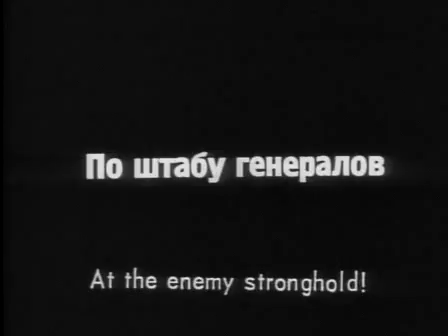 По штабу генералов
At the enemy stronghold!